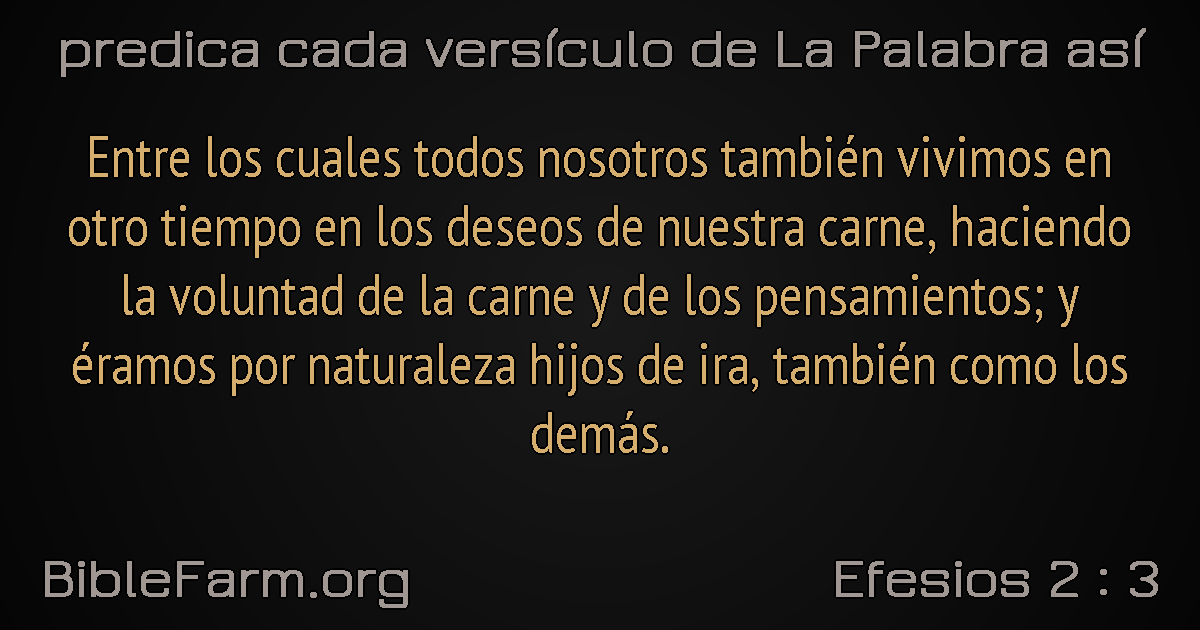 predica cada versículo de La Palabra así
Entre los cuales todos nosotros también vivimos en
otro tiempo en los deseos de nuestra carne, haciendo
la voluntad de la carne y de los pensamientos; y
éramos por naturaleza hijos de ira, también como los
demás.
BibleFarm.org
Efesios 2 : 3